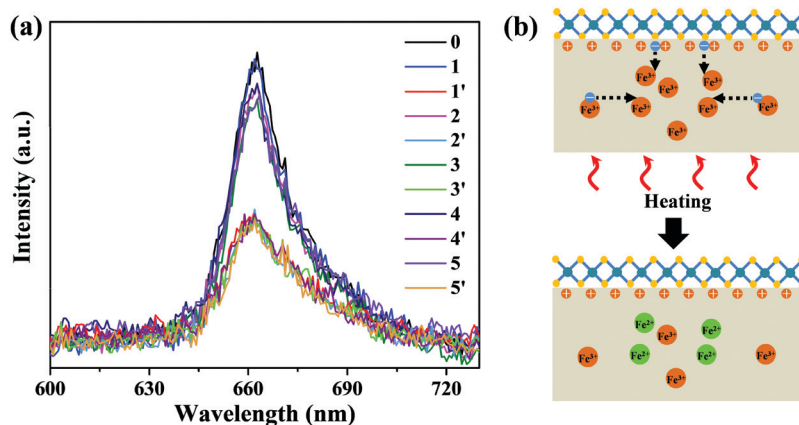 (a)
Intensity (a.u.)
0
1
1'
2
2'
3
3'
4
4'
5
5'
600 630 660 690 720
Wavelength (nm)
(b)
+ + + + − + − + + +
Fe³⁺ Fe³⁺
Fe³⁺
− −
Fe³⁺ Fe³⁺ Fe³⁺ Fe³⁺
Fe³⁺
Heating
+ + + + + + + + +
Fe²⁺ Fe²⁺
Fe³⁺
Fe³⁺ Fe²⁺ Fe²⁺ Fe³⁺
Fe³⁺